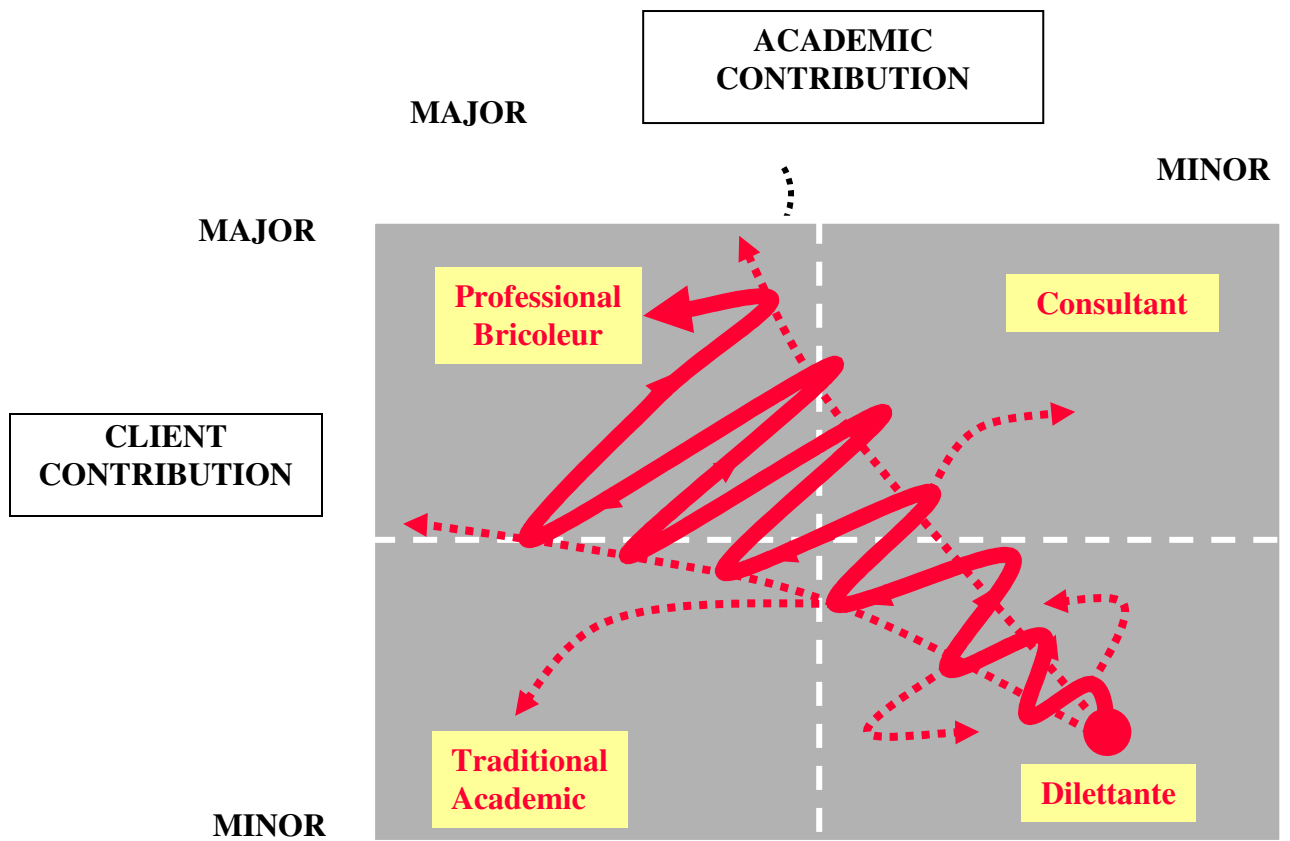 ACADEMIC
CONTRIBUTION
MAJOR
MINOR
MAJOR
Professional
Bricoleur
Consultant
CLIENT
CONTRIBUTION
Traditional
Academic
Dilettante
MINOR